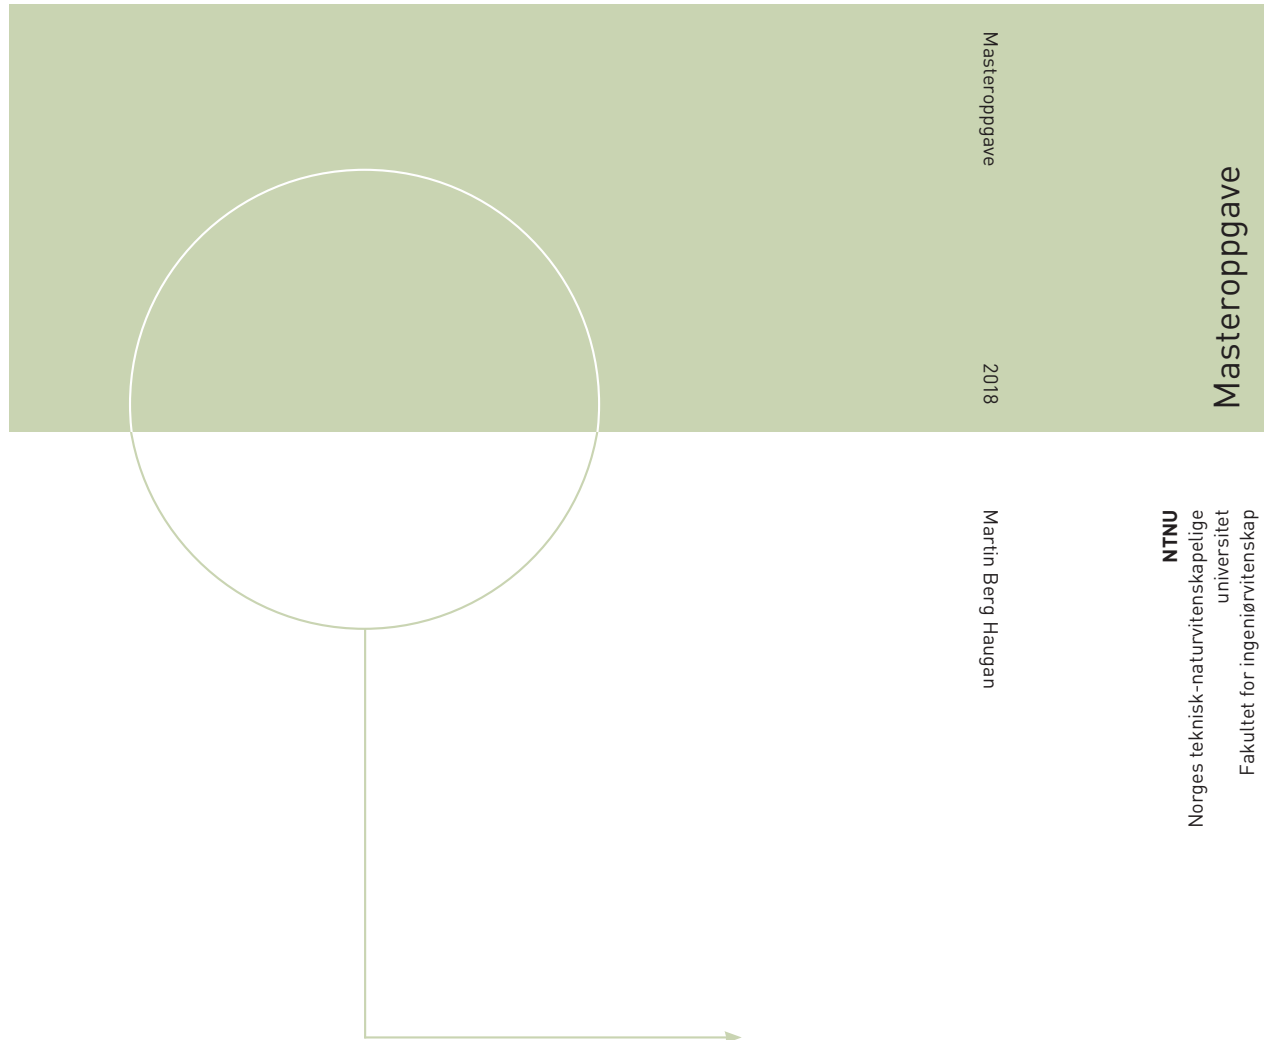 Masteroppgave
2018
Martin Berg Haugan
Masteroppgave
NTNU
Norges teknisk-naturvitenskapelige
universitet
Fakultet for ingeniørvitenskap